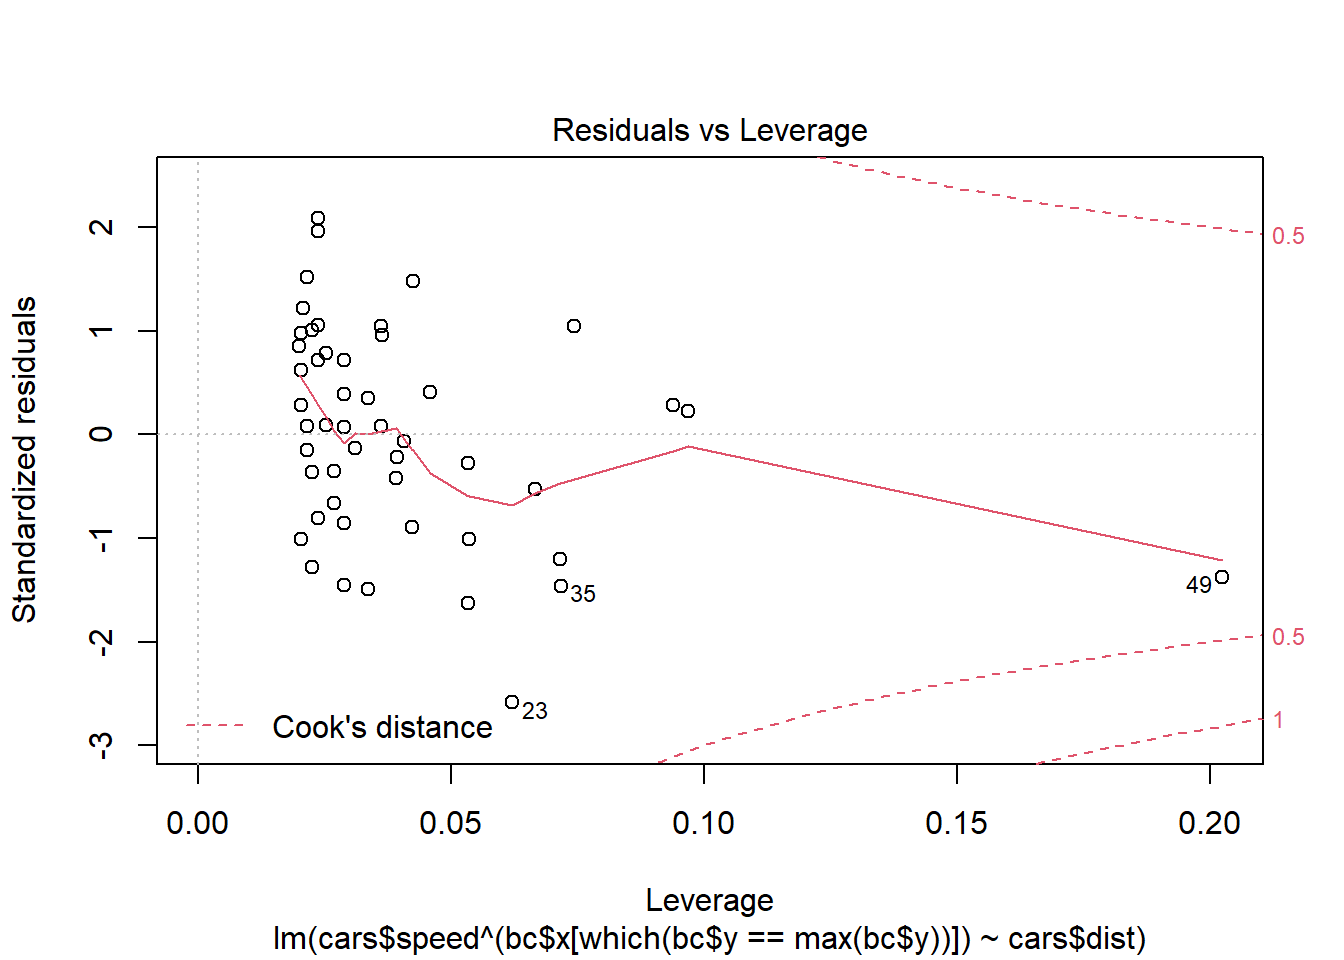 Residuals vs Leverage
Standardized residuals
2
1
0
-1
-2
-3
0.5
0.5
1
35
49
23
Cook's distance
0.00 0.05 0.10 0.15 0.20
Leverage
lm(cars$speed^(bc$x[which(bc$y == max(bc$y))]) ~ cars$dist)